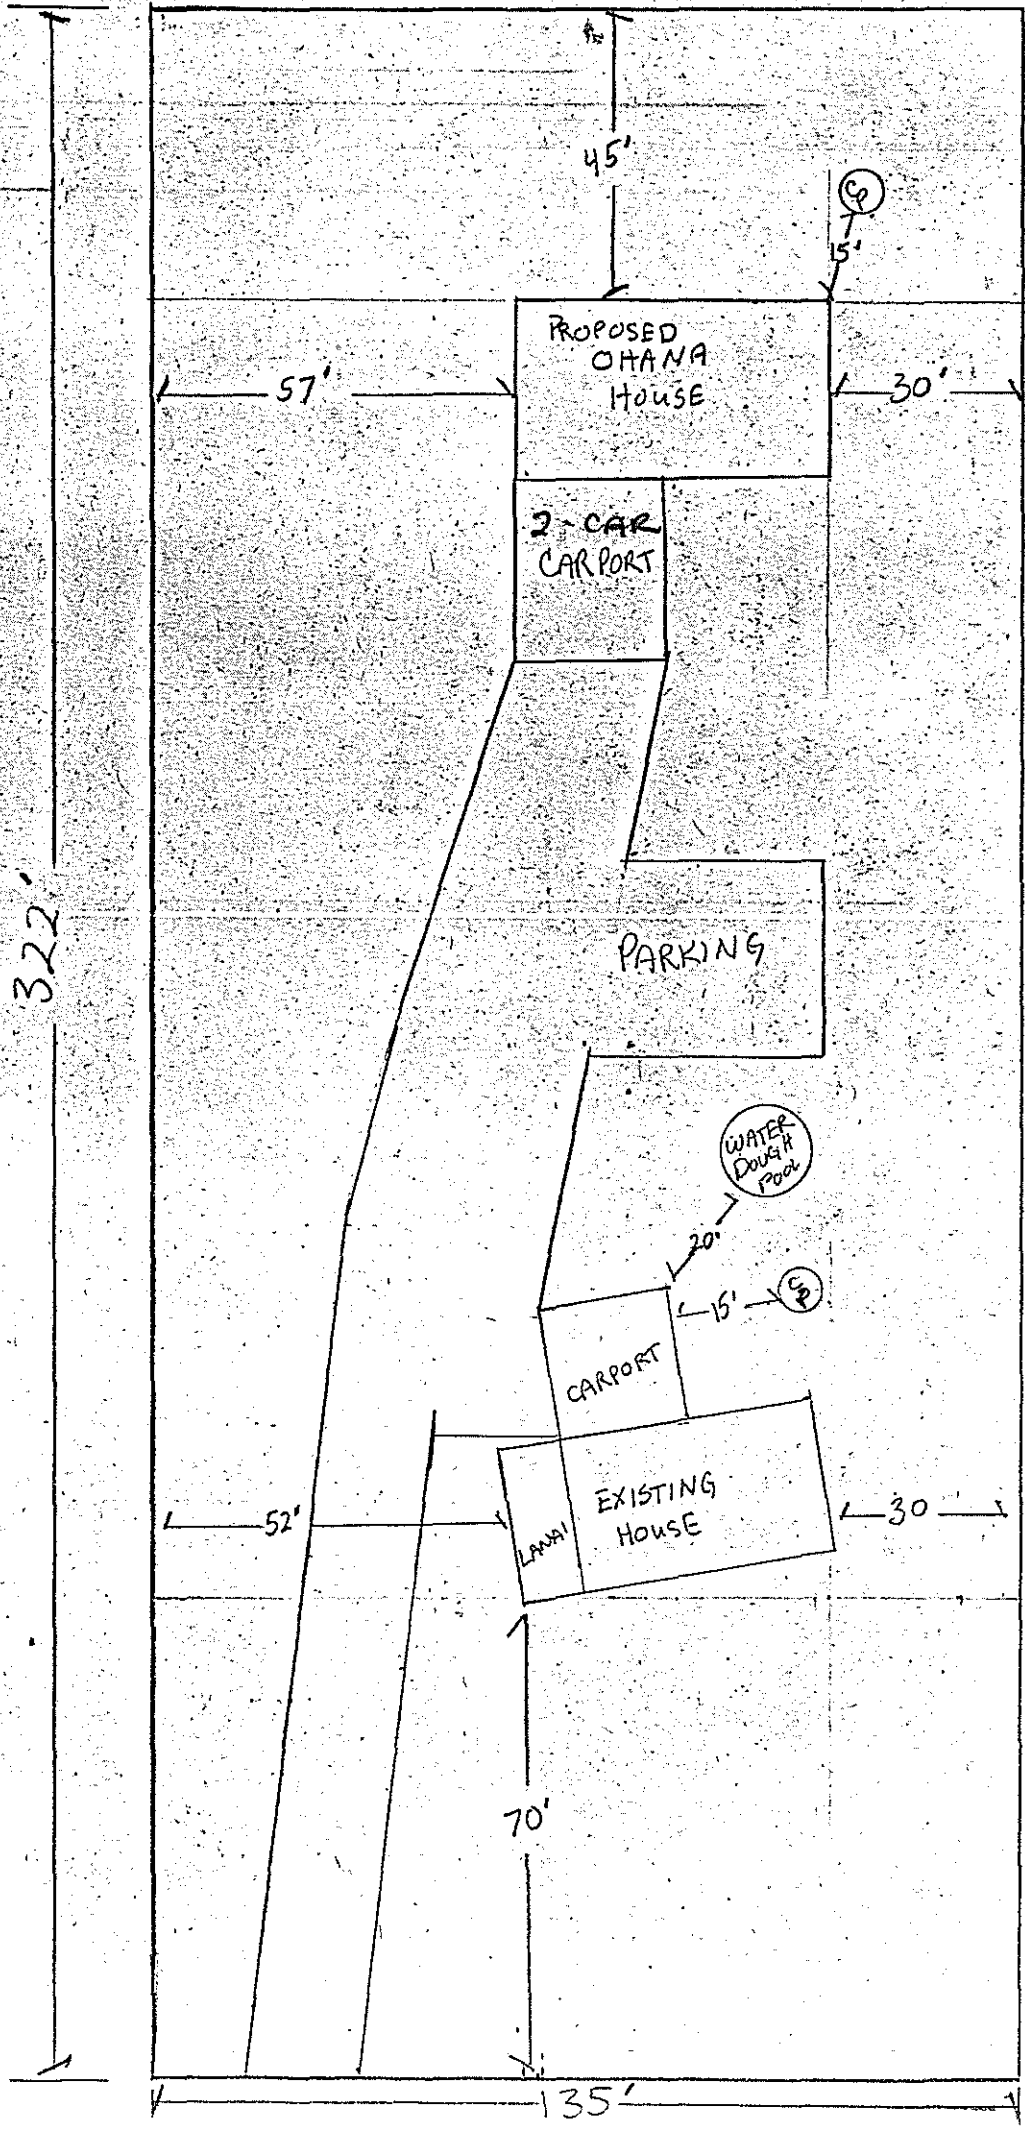 45'
CP
15'
PROPOSED
OHANA
HOUSE
57'
30'
2-CAR
CARPORT
322'
PARKING
WATER
DOUGH
POOL
20'
15'
CP
CARPORT
EXISTING
HOUSE
LANAI
52'
30
70'
135'